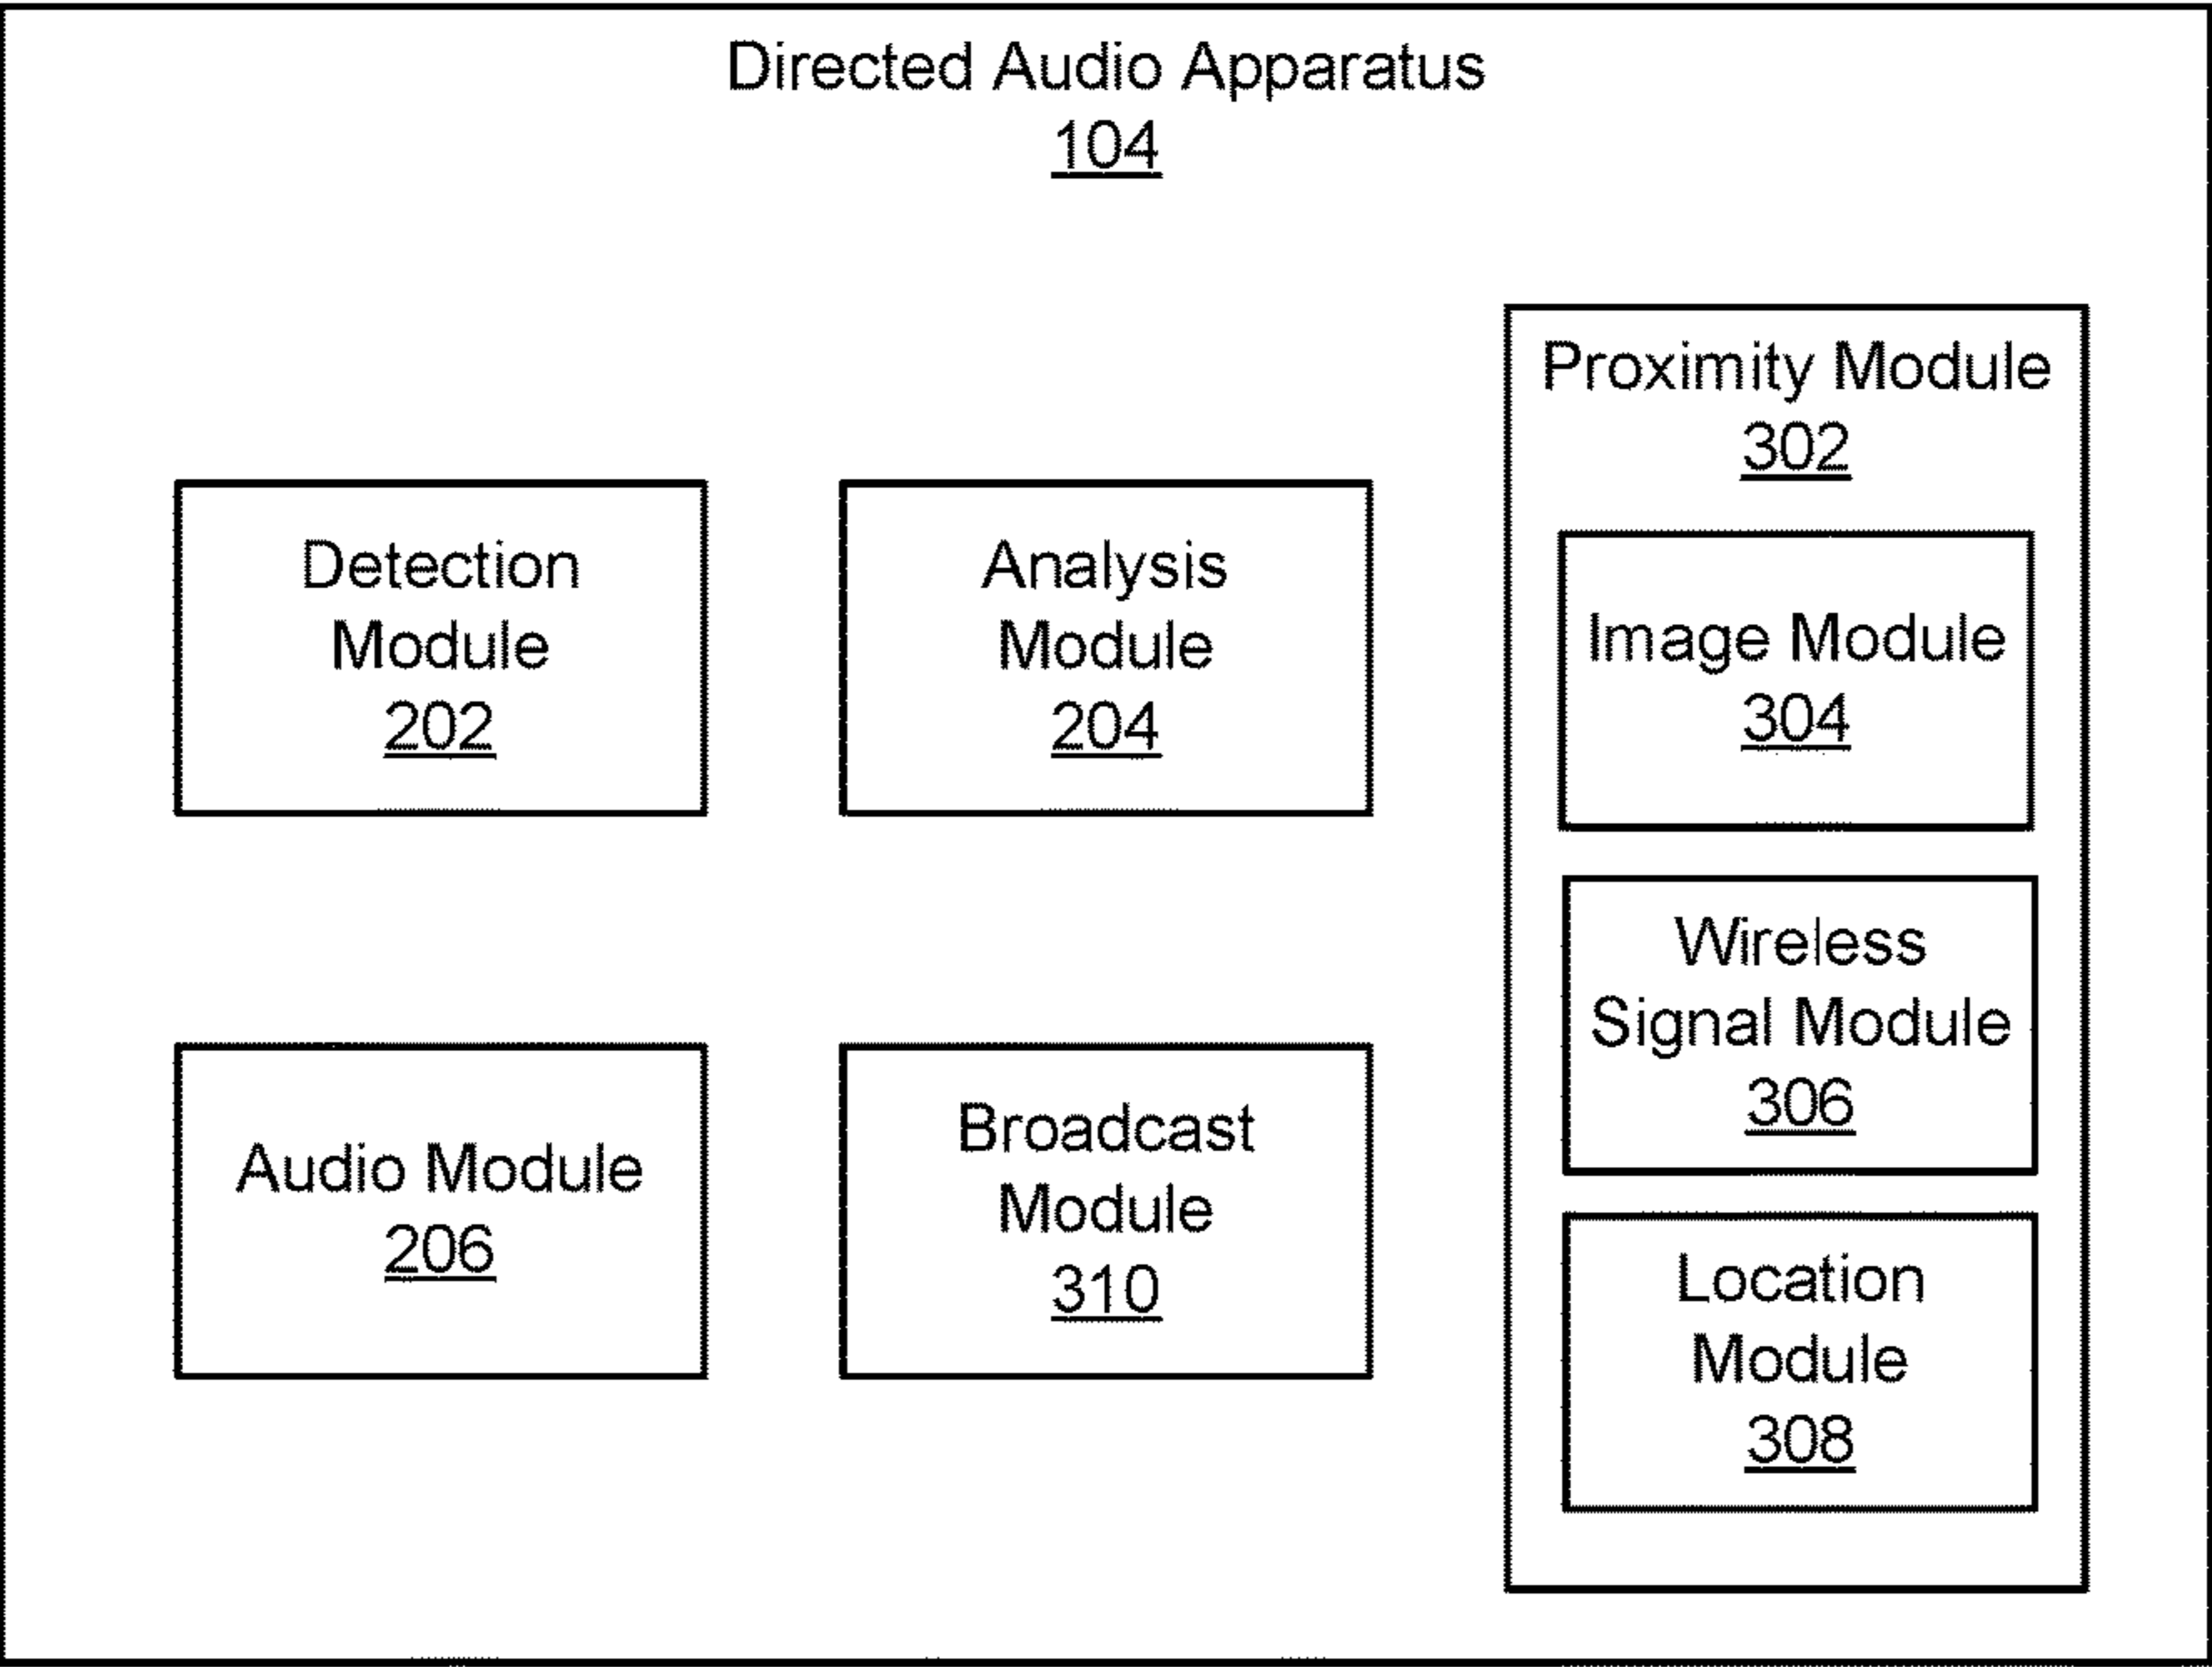 Directed Audio Apparatus
104
Detection
Module
202
Analysis
Module
204
Audio Module
206
Broadcast
Module
310
Proximity Module
302
Image Module
304
Wireless
Signal Module
306
Location
Module
308